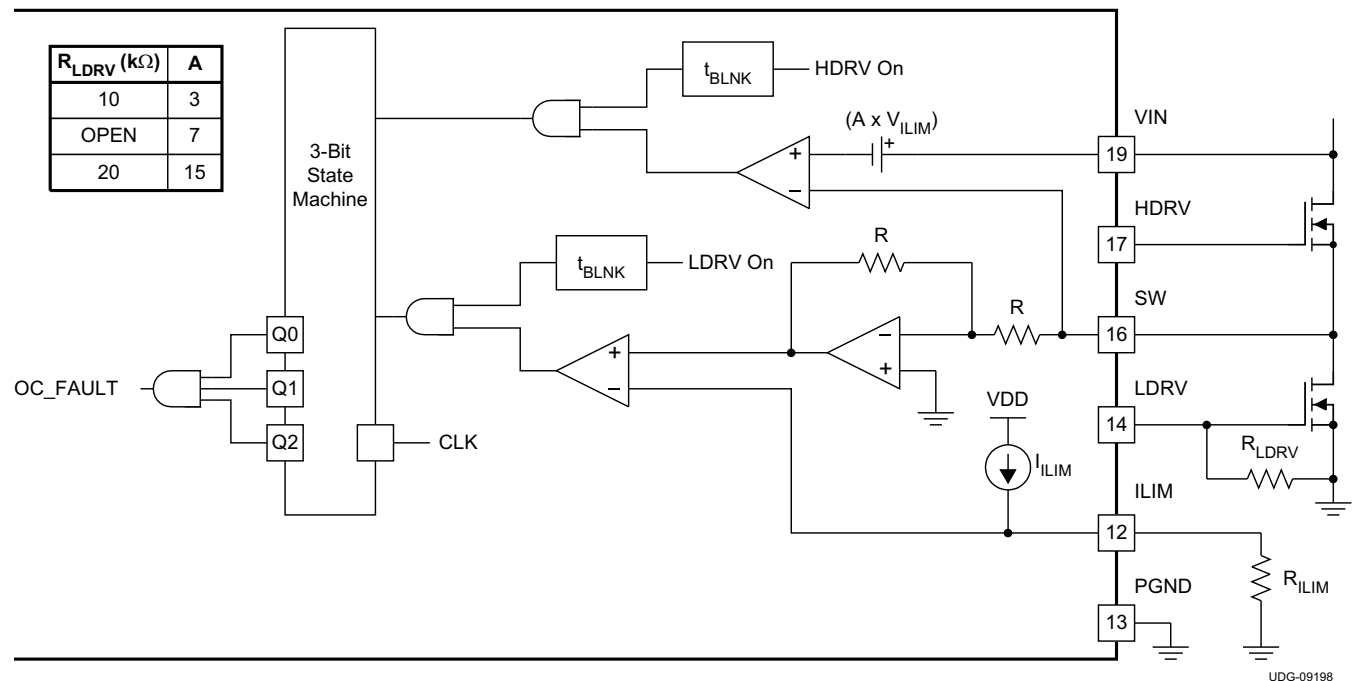 R_LDRV (kΩ) A
10 3
OPEN 7
20 15
3-Bit
State
Machine
t_BLNK
HDRV On
(A x V_ILIM)
+
+
−
VIN
19
HDRV
17
t_BLNK
LDRV On
R
R
SW
16
+
−
−
+
Q0
Q1
Q2
OC_FAULT
CLK
VDD
I_ILIM
LDRV
14
R_LDRV
ILIM
12
R_ILIM
PGND
13
UDG-09198